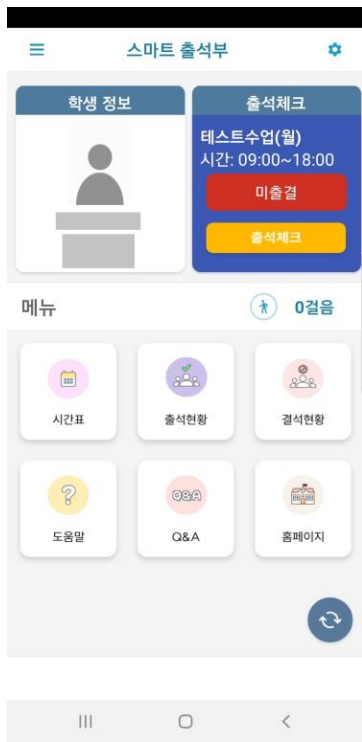 스마트 출석부
학생 정보
출석체크
테스트수업(월)
시간: 09:00~18:00
미출결
출석체크
메뉴
0걸음
시간표
출석현황
결석현황
Q&A
도움말
Q&A
홈페이지